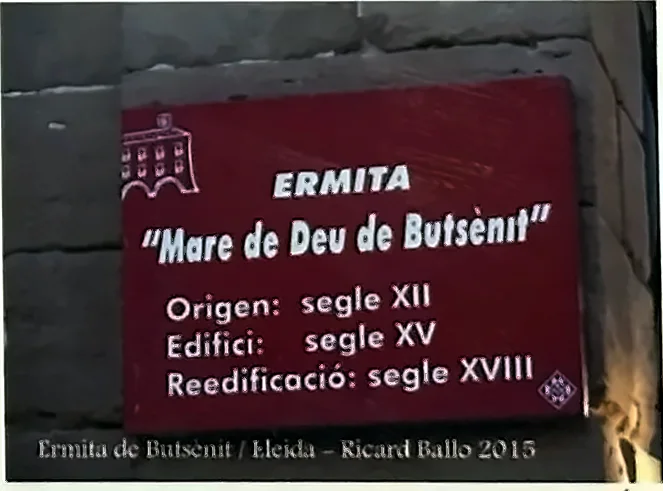 ERMITA
"Mare de Deu de Butsènit"
Origen: segle XII
Edifici: segle XV
Reedificació: segle XVIII
Ermita de Butsènit / Lleida - Ricard Ballo 2015